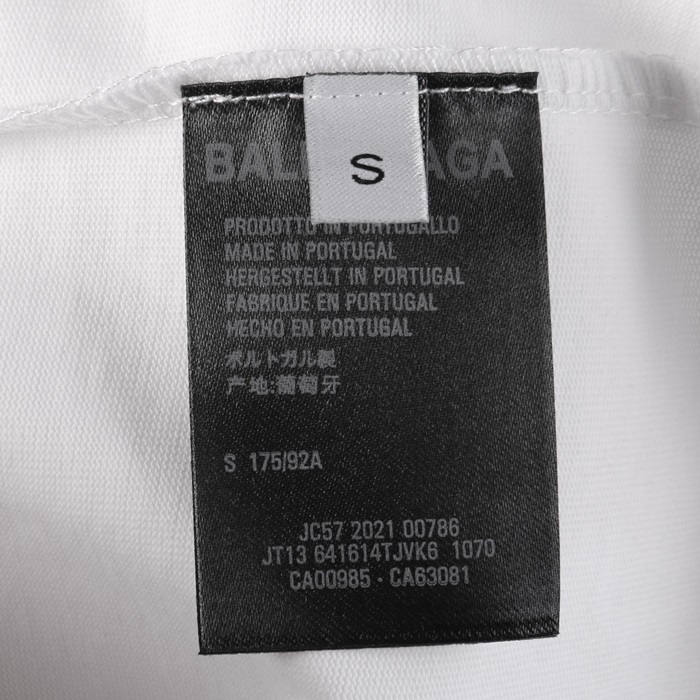 S
PRODOTTO IN PORTOGALLO
MADE IN PORTUGAL
HERGESTELLT IN PORTUGAL
FABRIQUE EN PORTUGAL
HECHO EN PORTUGAL
ポルトガル製
产地:葡萄牙
S 175/92A
JC57 2021 00786
JT13 641614TJVK6 1070
CA00985 · CA63081